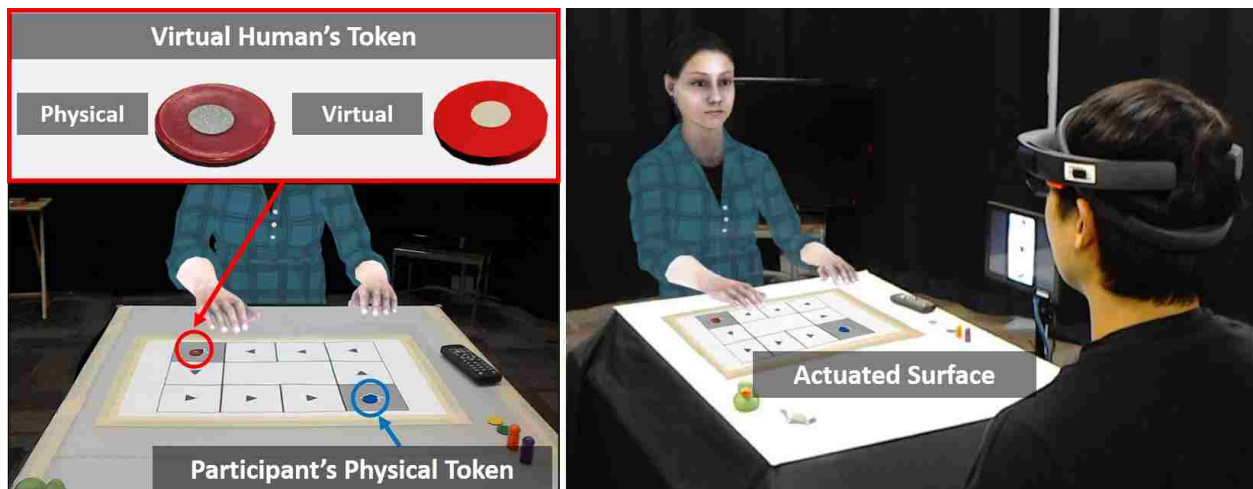 Virtual Human's Token
Physical
Virtual
Participant's Physical Token
Actuated Surface